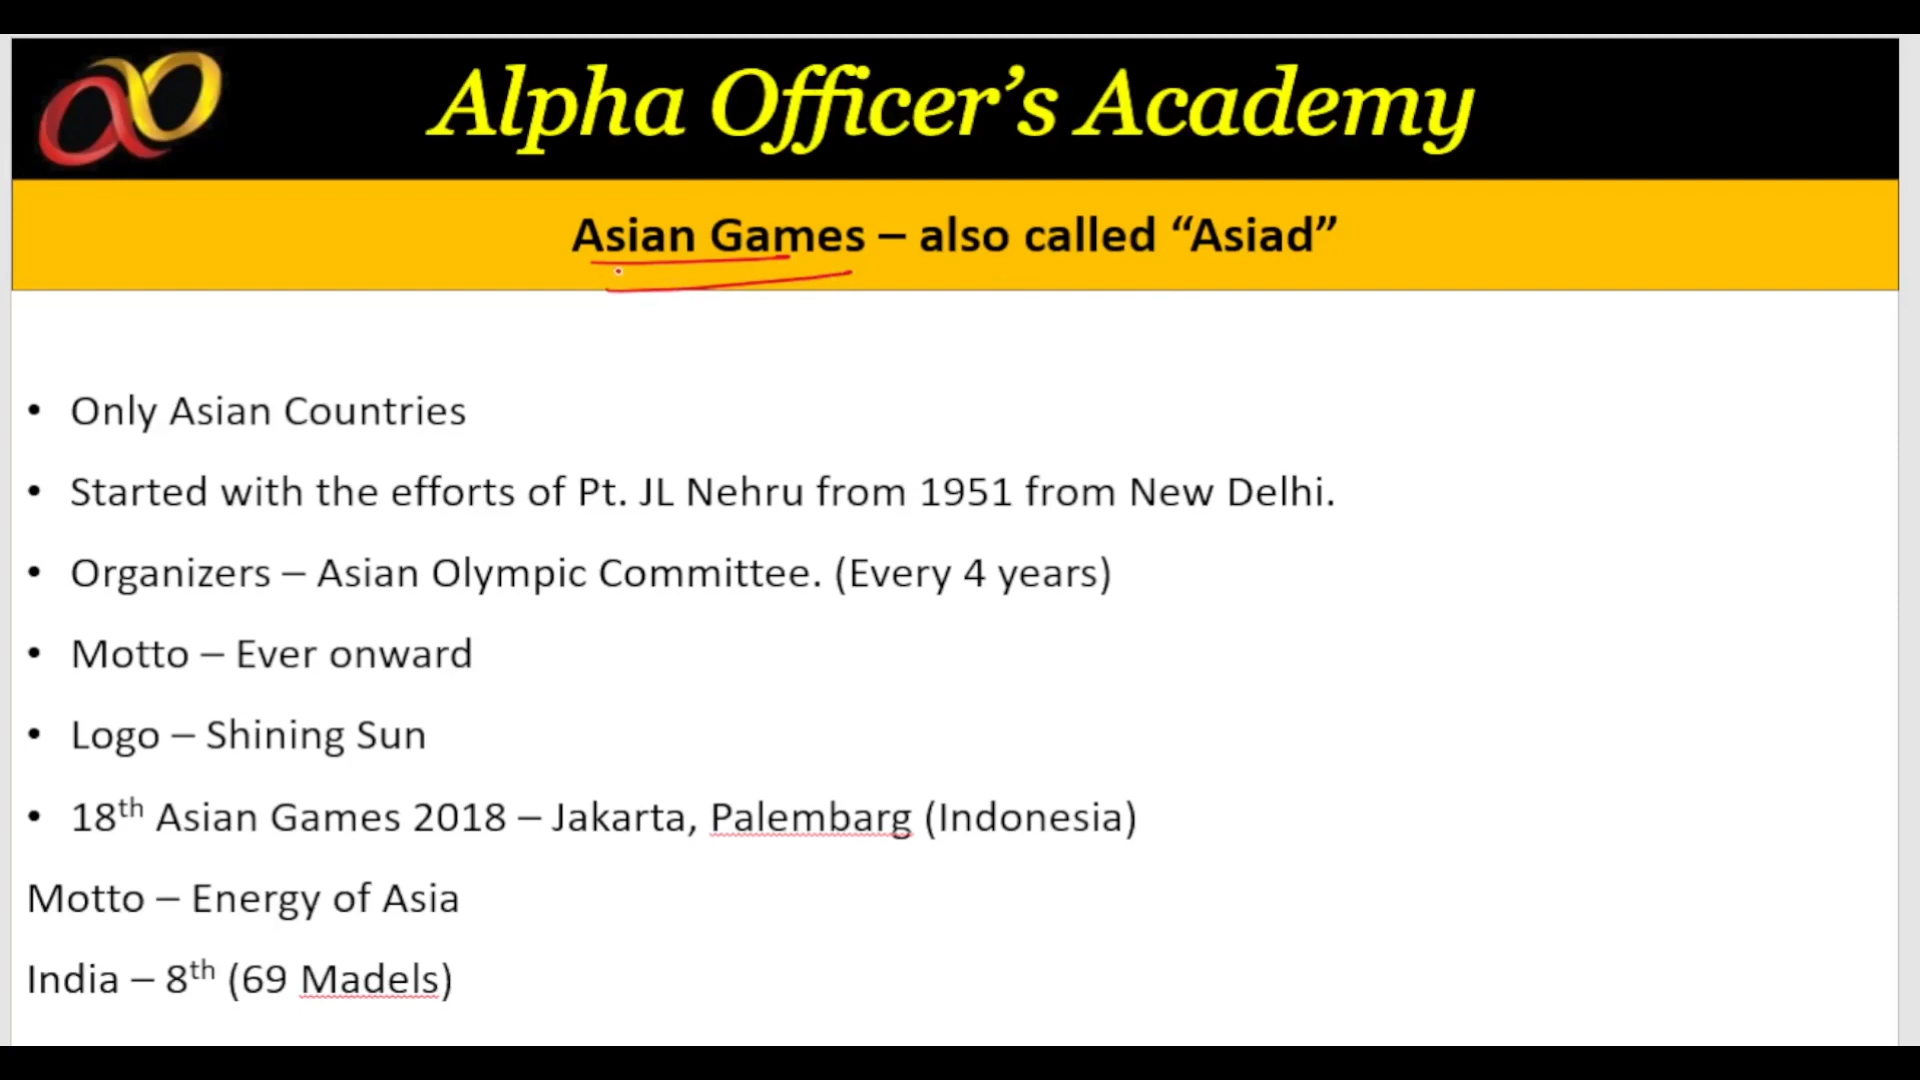 Alpha Officer’s Academy
Asian Games – also called “Asiad”
• Only Asian Countries
• Started with the efforts of Pt. JL Nehru from 1951 from New Delhi.
• Organizers – Asian Olympic Committee. (Every 4 years)
• Motto – Ever onward
• Logo – Shining Sun
• 18th Asian Games 2018 – Jakarta, Palembarg (Indonesia)
Motto – Energy of Asia
India – 8th (69 Madels)